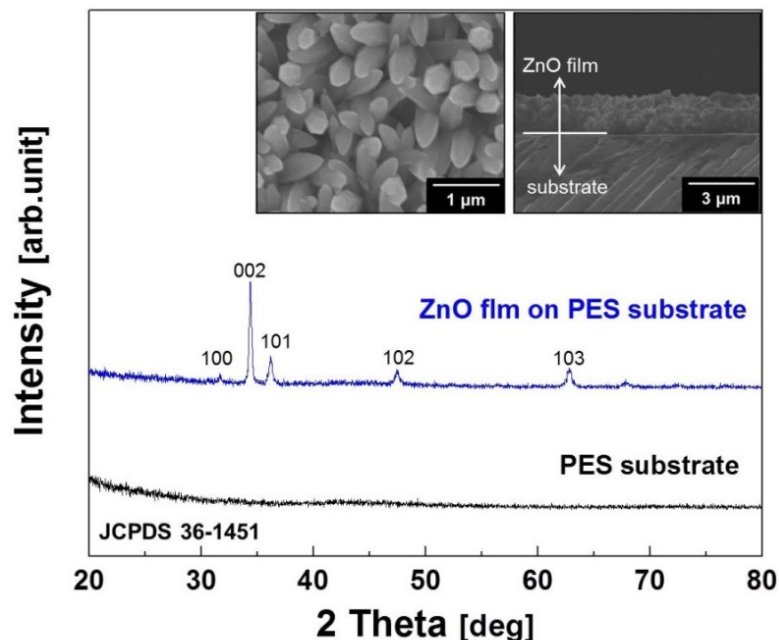 ZnO film
substrate
1 μm
3 μm
Intensity [arb.unit]
002
100
101
102
103
ZnO flm on PES substrate
PES substrate
JCPDS 36-1451
20 30 40 50 60 70 80
2 Theta [deg]